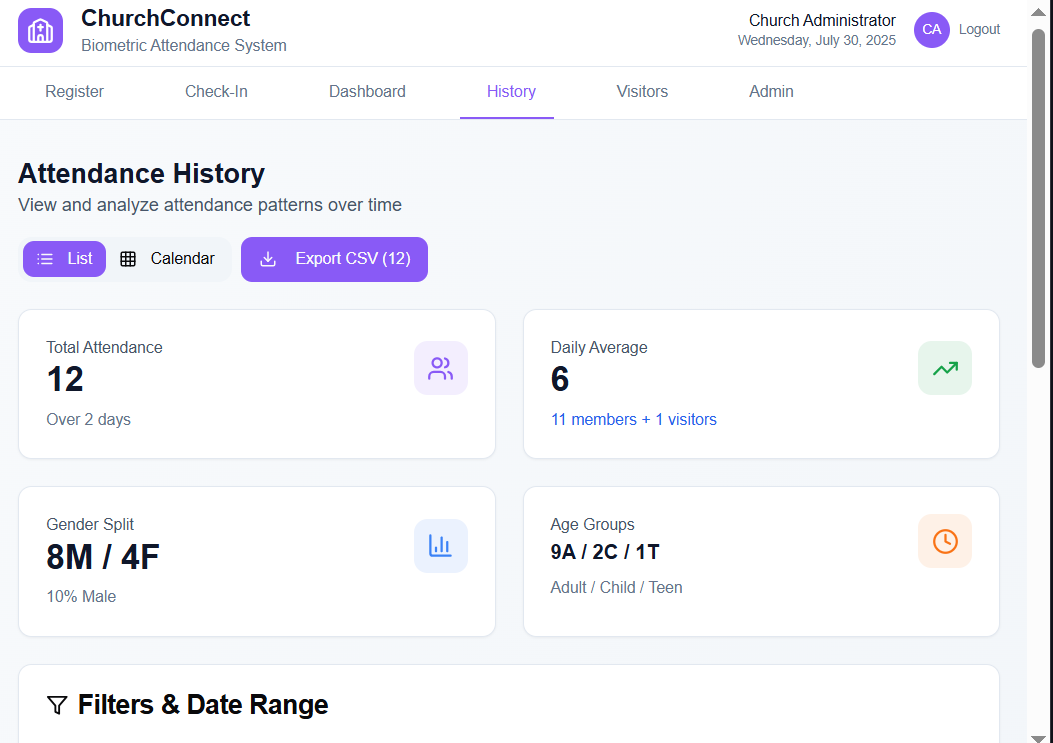 ChurchConnect
Biometric Attendance System
Church Administrator
Wednesday, July 30, 2025
CA
Logout
Register
Check-In
Dashboard
History
Visitors
Admin
Attendance History
View and analyze attendance patterns over time
List
Calendar
Export CSV (12)
Total Attendance
12
Over 2 days
Daily Average
6
11 members + 1 visitors
Gender Split
8M / 4F
10% Male
Age Groups
9A / 2C / 1T
Adult / Child / Teen
Filters & Date Range